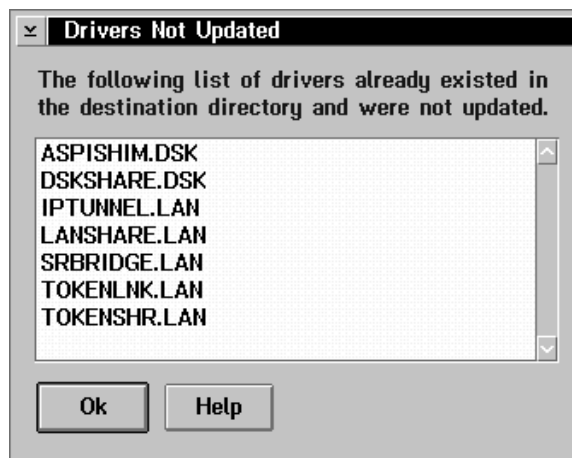 Drivers Not Updated
The following list of drivers already existed in
the destination directory and were not updated.
ASPISHIM.DSK
DSKSHARE.DSK
IPTUNNEL.LAN
LANSHARE.LAN
SRBRIDGE.LAN
TOKENLNK.LAN
TOKENSHR.LAN
Ok Help